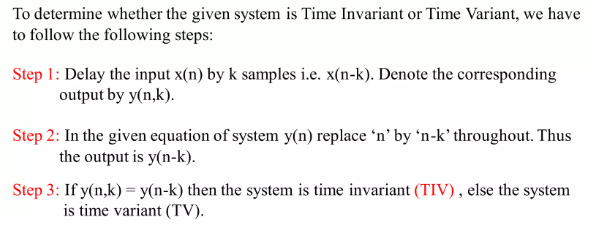 To determine whether the given system is Time Invariant or Time Variant, we have
to follow the following steps:
Step 1: Delay the input x(n) by k samples i.e. x(n-k). Denote the corresponding
output by y(n,k).
Step 2: In the given equation of system y(n) replace ‘n’ by ‘n-k’ throughout. Thus
the output is y(n-k).
Step 3: If y(n,k) = y(n-k) then the system is time invariant (TIV) , else the system
is time variant (TV).